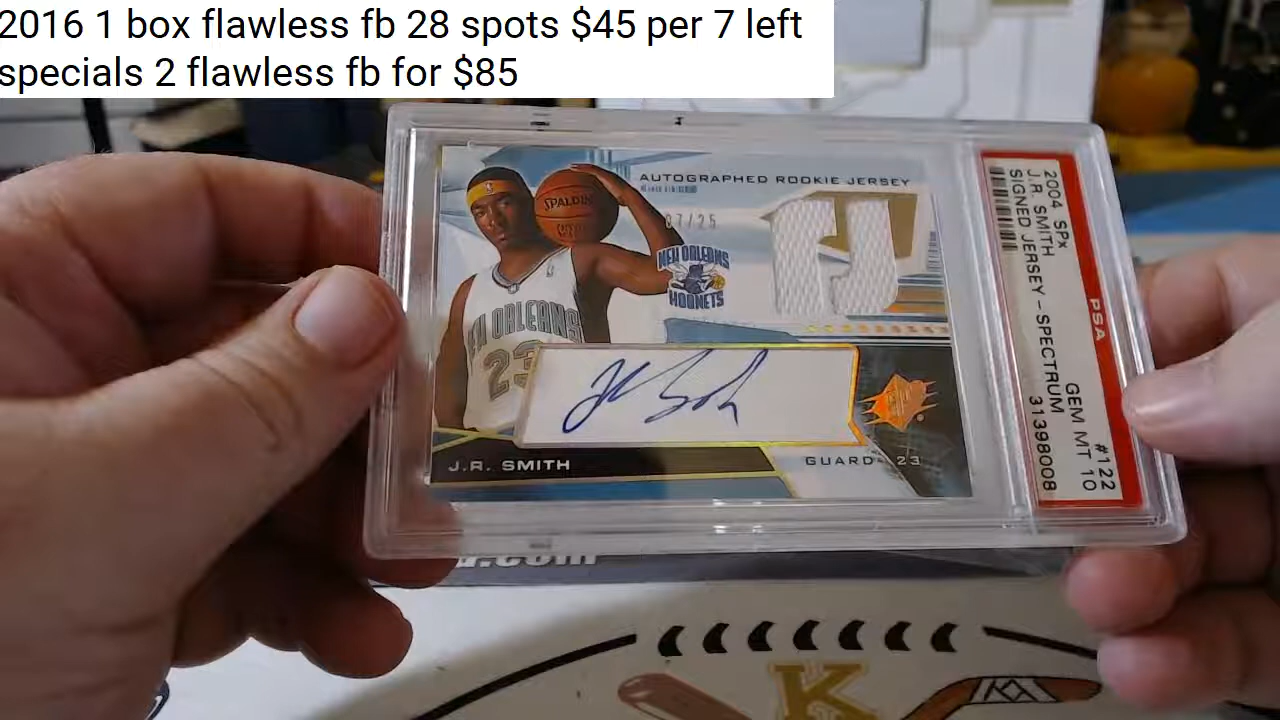 2016 1 box flawless fb 28 spots $45 per 7 left
specials 2 flawless fb for $85
AUTOGRAPHED ROOKIE JERSEY
SPALDING
07/25
NEW ORLEANS
HORNETS
NEW ORLEANS
23
J.R. SMITH
GUARD 23
2004 SPx
J.R. SMITH
SIGNED JERSEY - SPECTRUM
PSA
#122
GEM MT 10
31398008
K